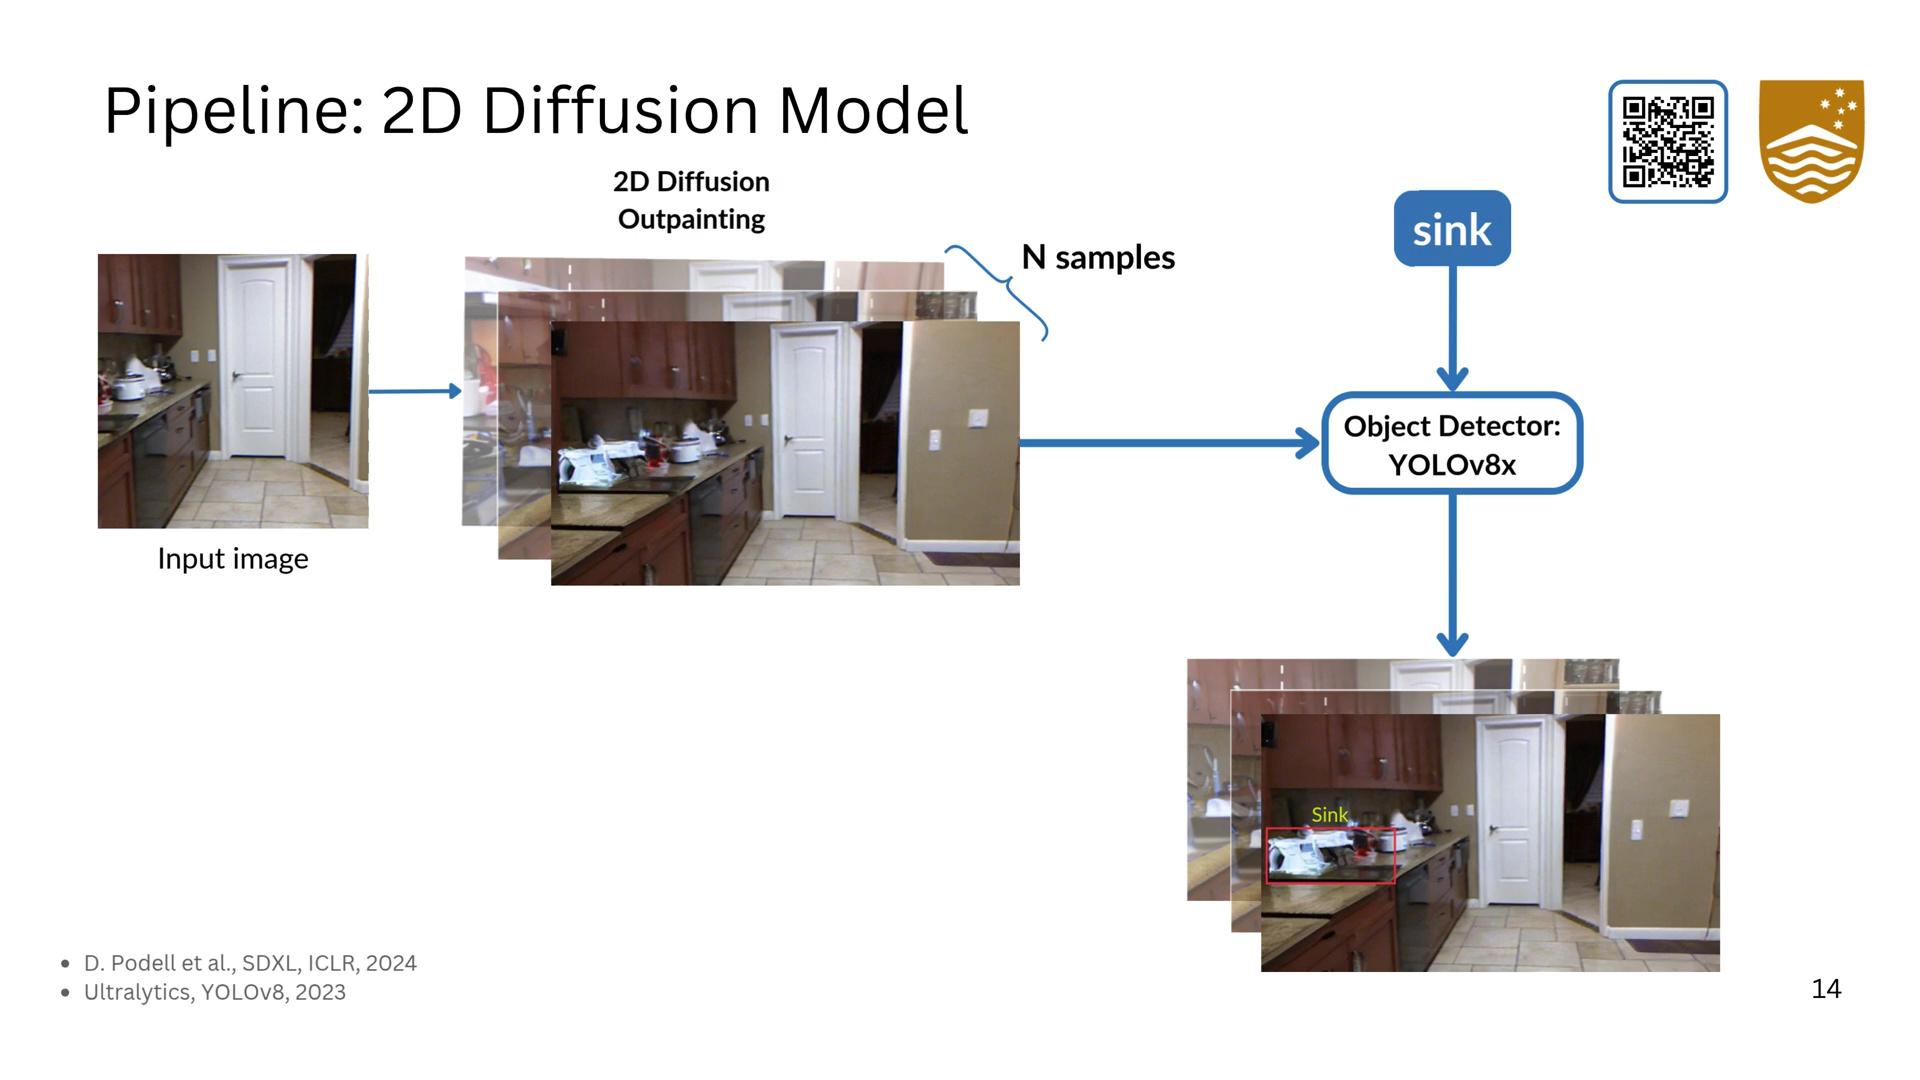 Pipeline: 2D Diffusion Model
2D Diffusion
Outpainting
N samples
sink
Object Detector:
YOLOv8x
Input image
Sink
D. Podell et al., SDXL, ICLR, 2024
Ultralytics, YOLOv8, 2023
14